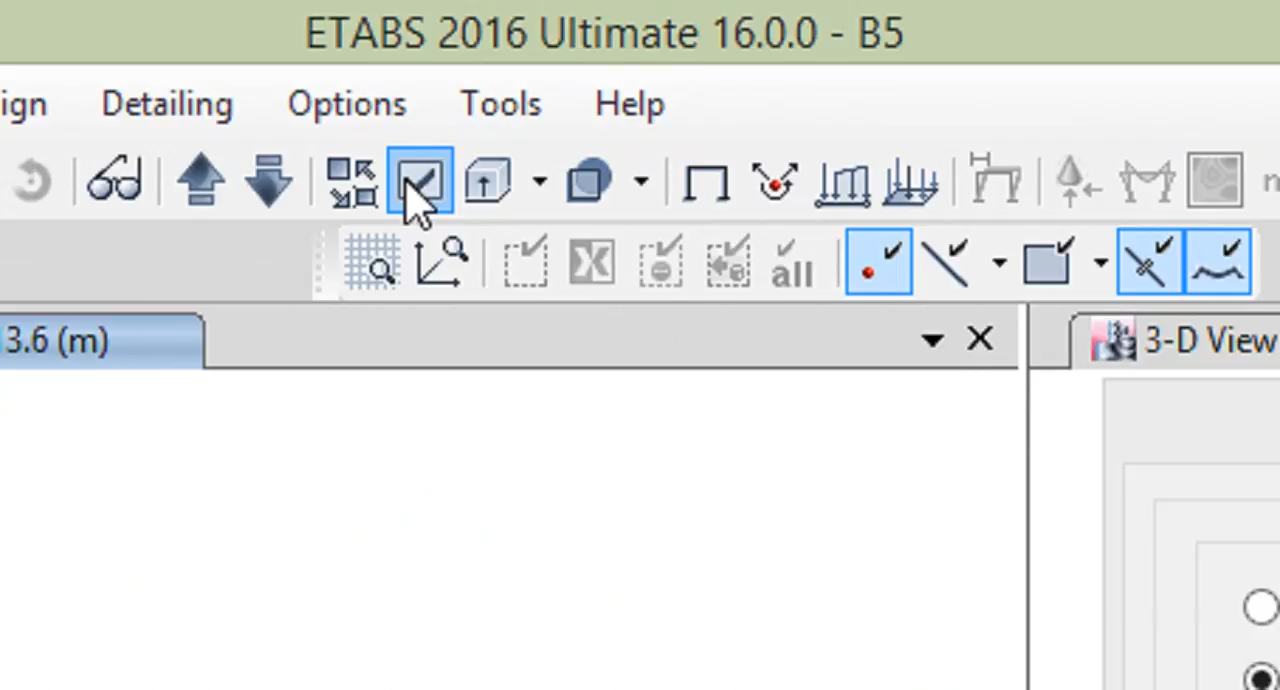 ETABS 2016 Ultimate 16.0.0 - B5
ign Detailing Options Tools Help
all
3.6 (m)
3-D View